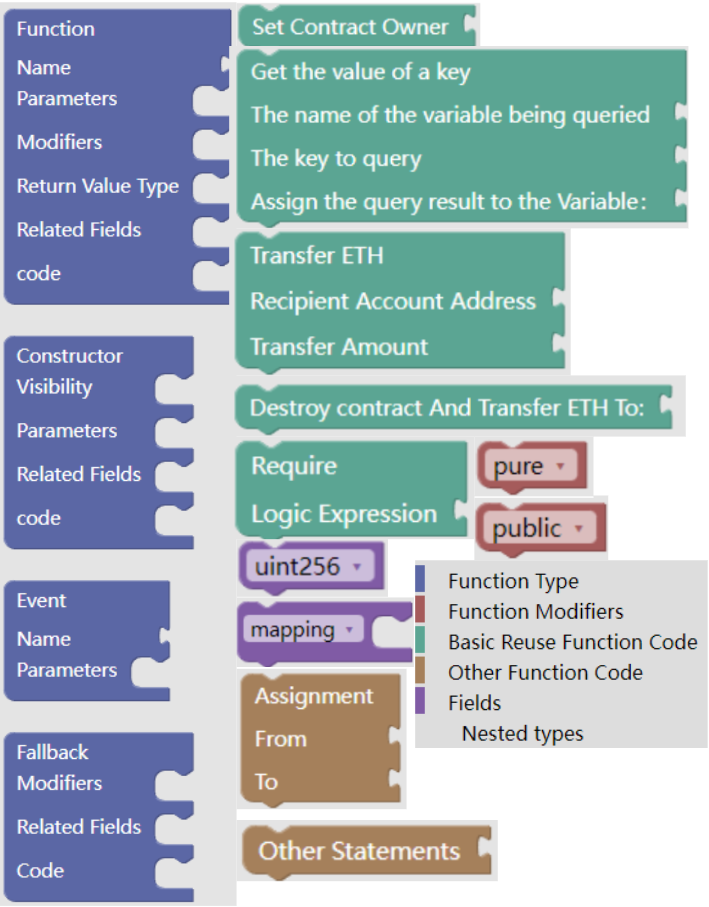 Function
Name
Parameters
Modifiers
Return Value Type
Related Fields
code
Constructor
Visibility
Parameters
Related Fields
code
Event
Name
Parameters
Fallback
Modifiers
Related Fields
Code
Set Contract Owner
Get the value of a key
The name of the variable being queried
The key to query
Assign the query result to the Variable:
Transfer ETH
Recipient Account Address
Transfer Amount
Destroy contract And Transfer ETH To:
Require
Logic Expression
pure
public
uint256
mapping
Assignment
From
To
Other Statements
Function Type
Function Modifiers
Basic Reuse Function Code
Other Function Code
Fields
Nested types